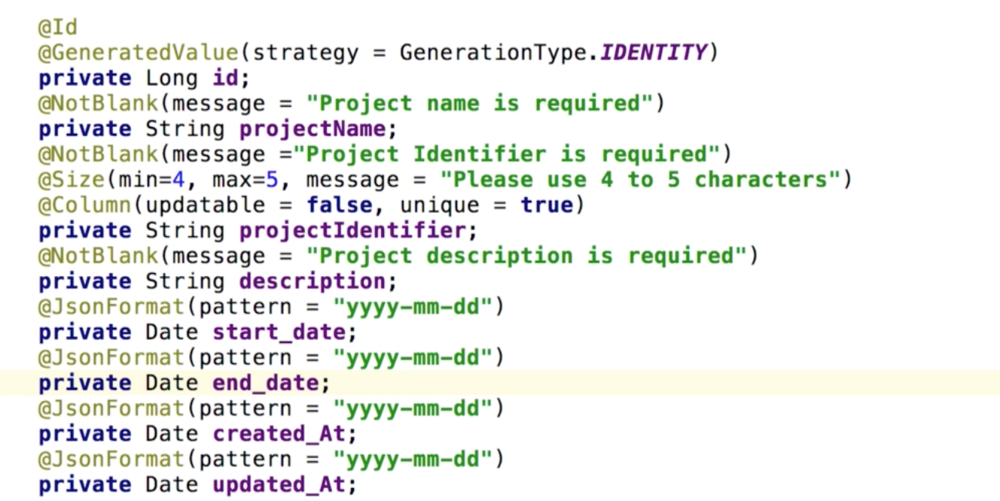 @Id
@GeneratedValue(strategy = GenerationType.IDENTITY)
private Long id;
@NotBlank(message = "Project name is required")
private String projectName;
@NotBlank(message ="Project Identifier is required")
@Size(min=4, max=5, message = "Please use 4 to 5 characters")
@Column(updatable = false, unique = true)
private String projectIdentifier;
@NotBlank(message = "Project description is required")
private String description;
@JsonFormat(pattern = "yyyy-mm-dd")
private Date start_date;
@JsonFormat(pattern = "yyyy-mm-dd")
private Date end_date;
@JsonFormat(pattern = "yyyy-mm-dd")
private Date created_At;
@JsonFormat(pattern = "yyyy-mm-dd")
private Date updated_At;